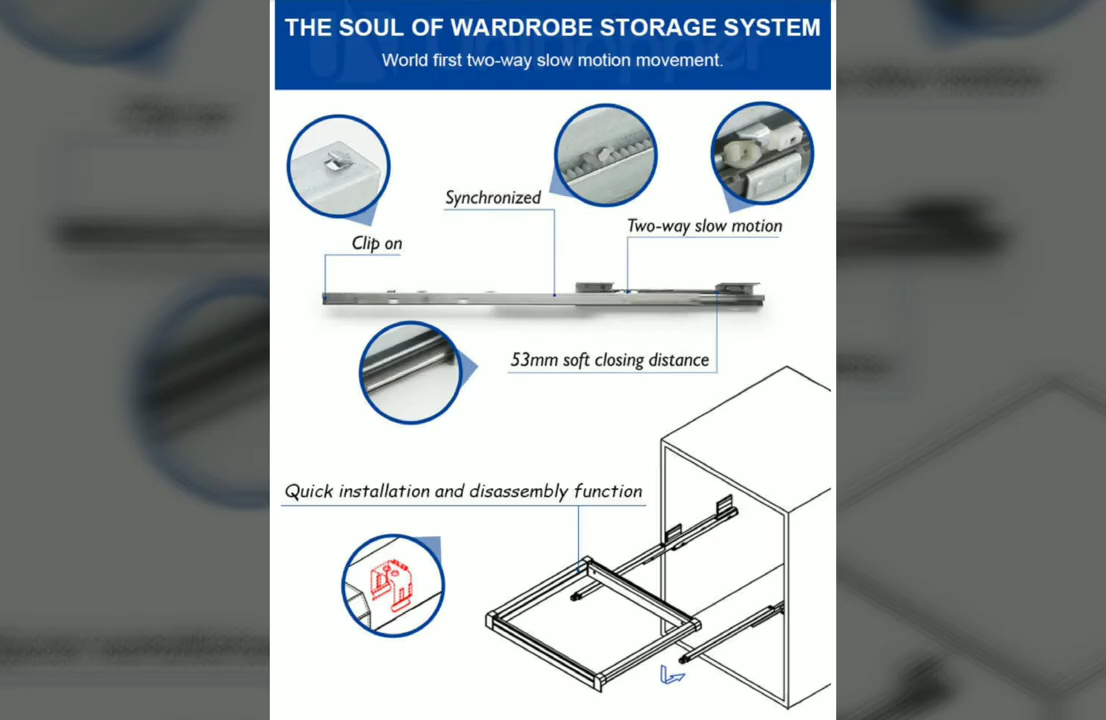 THE SOUL OF WARDROBE STORAGE SYSTEM
World first two-way slow motion movement.
Synchronized
Two-way slow motion
Clip on
53mm soft closing distance
Quick installation and disassembly function